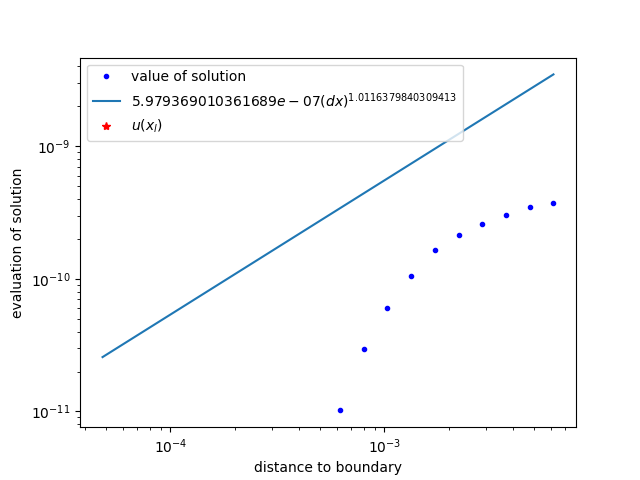 value of solution
5.979369010361689e − 07(dx)^1.0116379840309413
u(x_l)
10^−9
10^−10
10^−11
10^−4
10^−3
evaluation of solution
distance to boundary